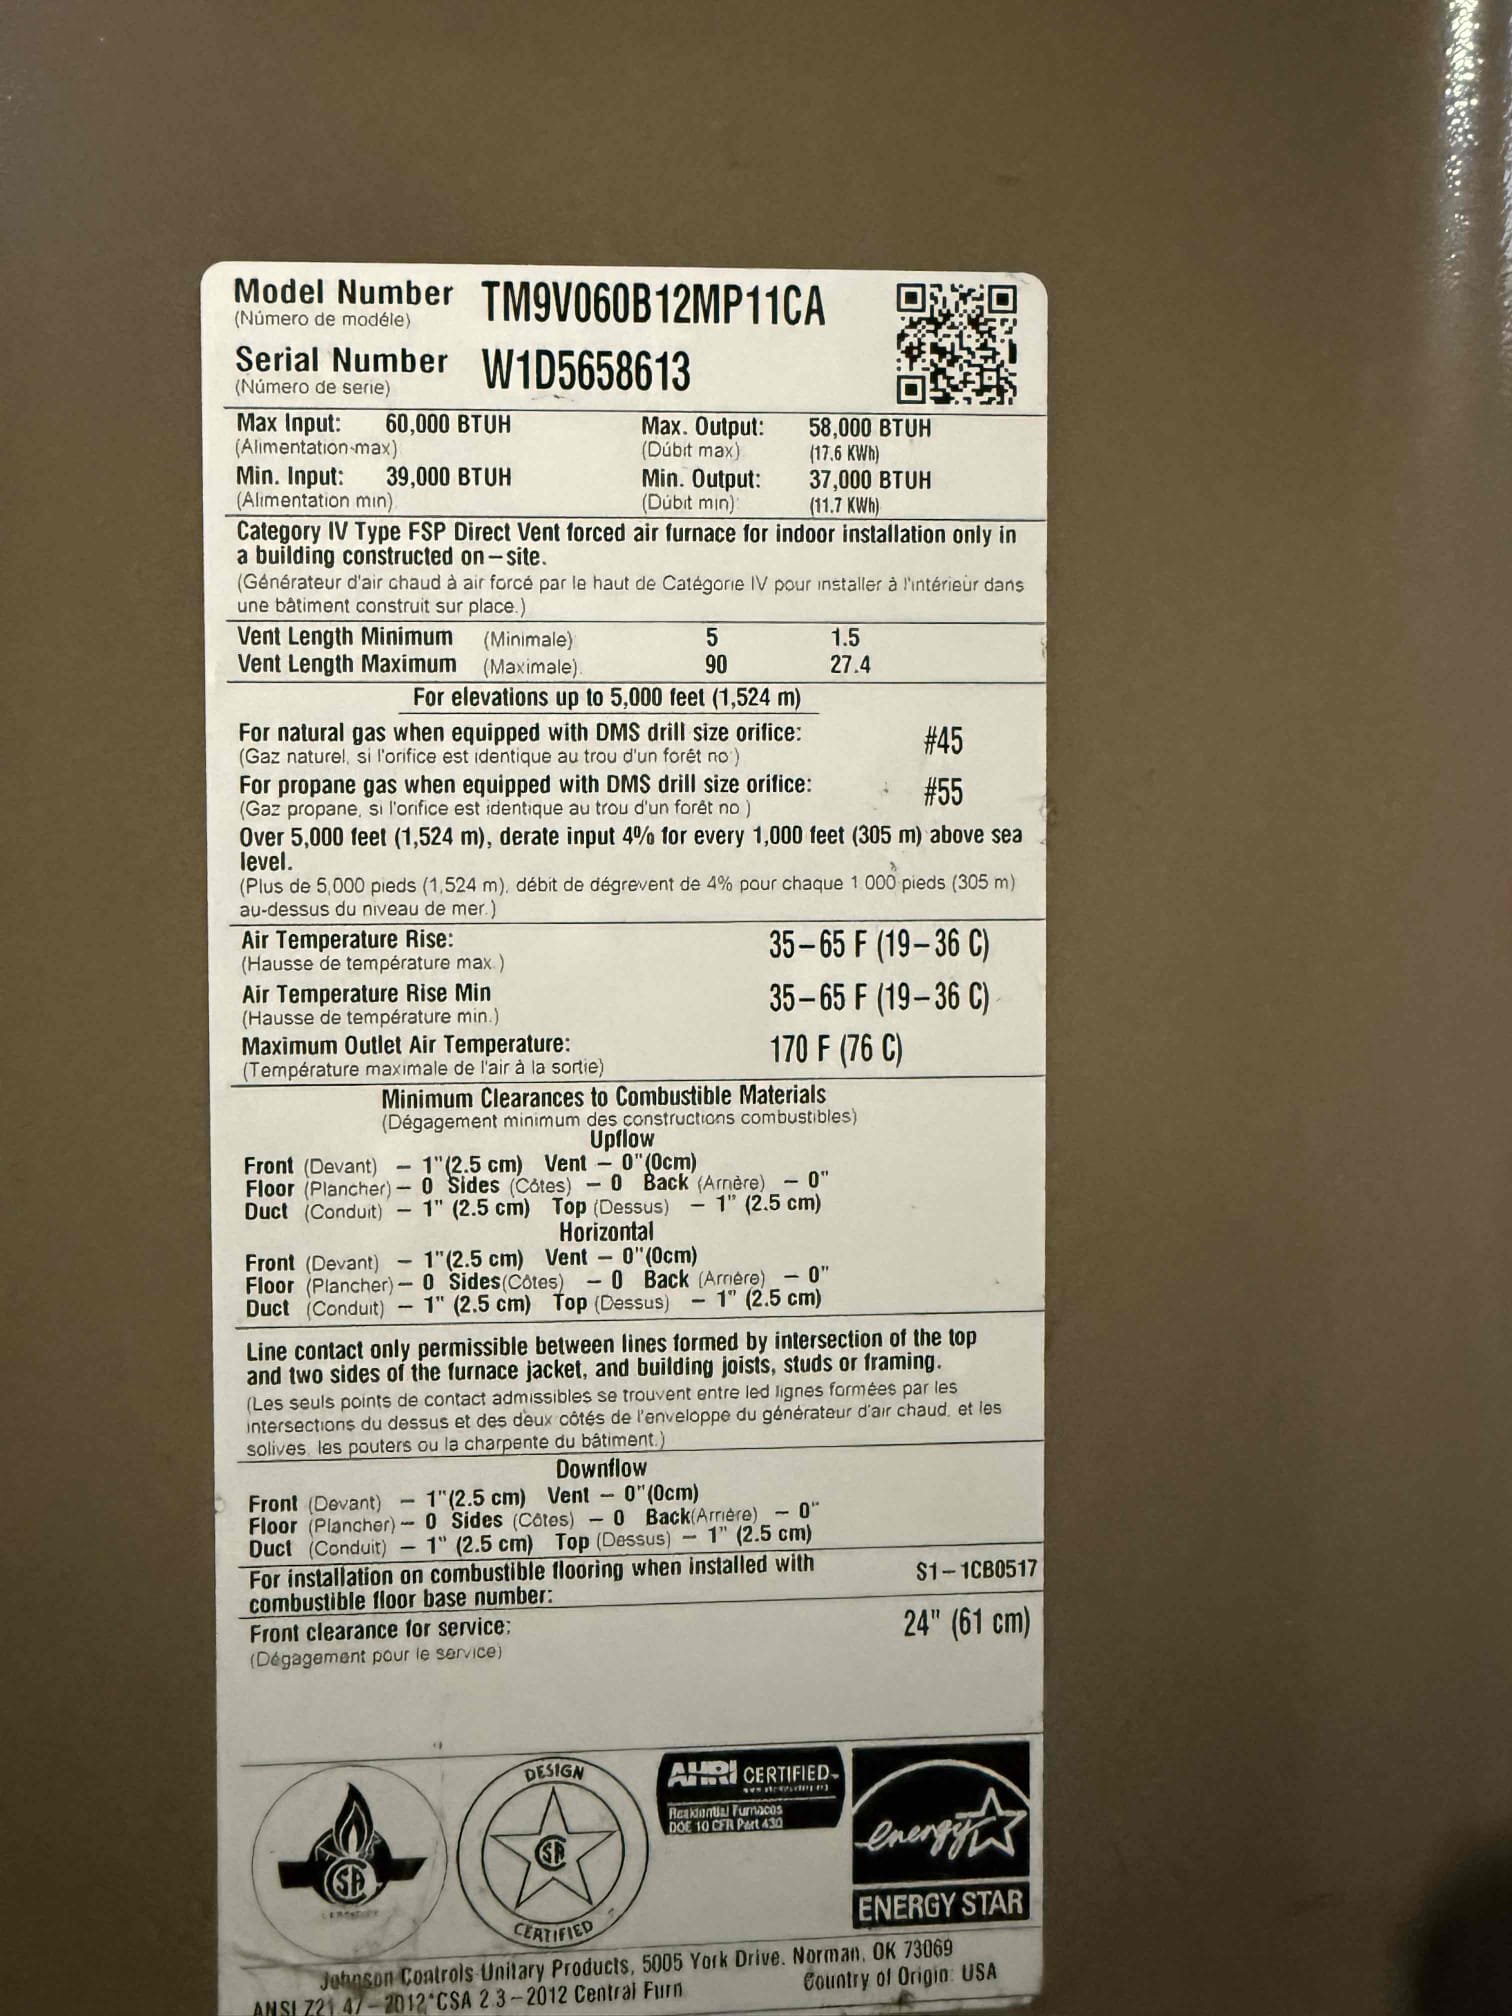 Model Number TM9V060B12MP11CA
(Número de modéle)
Serial Number W1D5658613
(Número de serie)
Max Input: 60,000 BTUH Max. Output: 58,000 BTUH
(Alimentation max) (Dúbit max) (17.6 KWh)
Min. Input: 39,000 BTUH Min. Output: 37,000 BTUH
(Alimentation min) (Dúbit min) (11.7 KWh)
Category IV Type FSP Direct Vent forced air furnace for indoor installation only in
a building constructed on-site.
(Générateur d'air chaud à air forcé par le haut de Catégorie IV pour installer à l'intérieùr dans
une bâtiment construit sur place.)
Vent Length Minimum (Minimale) 5 1.5
Vent Length Maximum (Maximale) 90 27.4
For elevations up to 5,000 feet (1,524 m)
For natural gas when equipped with DMS drill size orifice: #45
(Gaz naturel, si l'orifice est identique au trou d'un forêt no )
For propane gas when equipped with DMS drill size orifice: #55
(Gaz propane, si l'orifice est identique au trou d'un forêt no )
Over 5,000 feet (1,524 m), derate input 4% for every 1,000 feet (305 m) above sea
level.
(Plus de 5,000 pieds (1,524 m), débit de dégrevent de 4% pour chaque 1 000 pieds (305 m)
au-dessus du niveau de mer.)
Air Temperature Rise: 35-65 F (19-36 C)
(Hausse de température max.)
Air Temperature Rise Min 35-65 F (19-36 C)
(Hausse de température min.)
Maximum Outlet Air Temperature: 170 F (76 C)
(Température maximale de l'air à la sortie)
Minimum Clearances to Combustible Materials
(Dégagement minimum des constructions combustibles)
Upflow
Front (Devant) - 1"(2.5 cm) Vent - 0"(0cm)
Floor (Plancher) - 0 Sides (Côtes) - 0 Back (Arrière) - 0"
Duct (Conduit) - 1" (2.5 cm) Top (Dessus) - 1" (2.5 cm)
Horizontal
Front (Devant) - 1"(2.5 cm) Vent - 0"(0cm)
Floor (Plancher) - 0 Sides(Côtes) - 0 Back (Arrière) - 0"
Duct (Conduit) - 1" (2.5 cm) Top (Dessus) - 1" (2.5 cm)
Line contact only permissible between lines formed by intersection of the top
and two sides of the furnace jacket, and building joists, studs or framing.
(Les seuls points de contact admissibles se trouvent entre led lignes formées par les
intersections du dessus et des deux côtés de l'enveloppe du générateur d'air chaud, et les
solives, les pouters ou la charpente du bâtiment.)
Downflow
Front (Devant) - 1"(2.5 cm) Vent - 0"(0cm)
Floor (Plancher) - 0 Sides (Côtes) - 0 Back(Arrière) - 0"
Duct (Conduit) - 1" (2.5 cm) Top (Dessus) - 1" (2.5 cm)
For installation on combustible flooring when installed with S1-1CB0517
combustible floor base number:
Front clearance for service: 24" (61 cm)
(Dégagement pour le service)
DESIGN
CERTIFIED
AHRI CERTIFIED
Residential Furnaces
DOE 10 CFR Part 430
energy
ENERGY STAR
Johnson Controls Unitary Products, 5005 York Drive. Norman, OK 73069
Country of Origin: USA
ANSI Z21.47-2012*CSA 2.3-2012 Central Furn